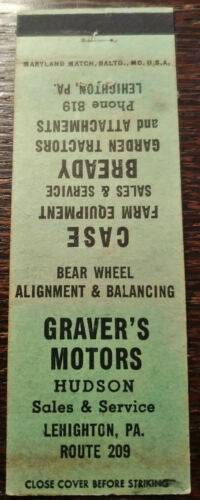 MARYLAND MATCH, BALTO., MD. U.S.A.
CASE
FARM EQUIPMENT
SALES & SERVICE
BREADY
GARDEN TRACTORS
and ATTACHMENTS
Phone 819
LEHIGHTON, PA.
BEAR WHEEL
ALIGNMENT & BALANCING
GRAVER'S
MOTORS
HUDSON
Sales & Service
LEHIGHTON, PA.
ROUTE 209
CLOSE COVER BEFORE STRIKING